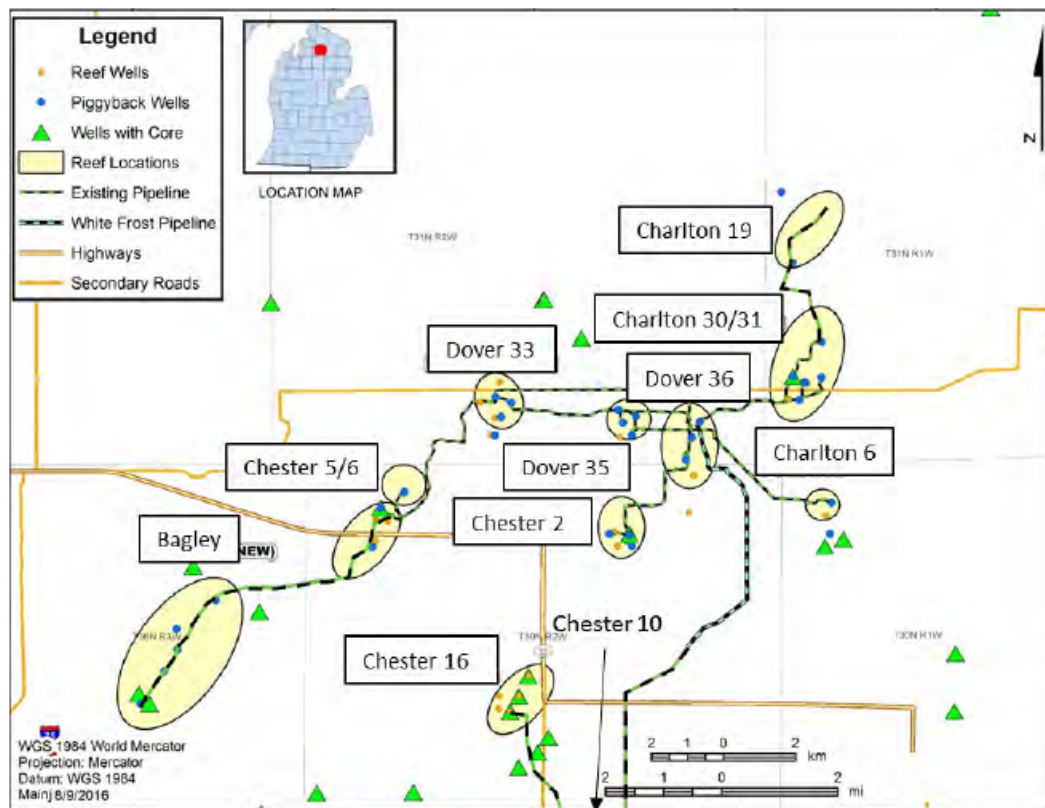 Legend
Reef Wells
Piggyback Wells
Wells with Core
Reef Locations
Existing Pipeline
White Frost Pipeline
Highways
Secondary Roads
LOCATION MAP
N
T31N R2W
Charlton 19
T31N R1W
Charlton 30/31
Dover 33
Dover 36
Chester 5/6
Dover 35
Charlton 6
Chester 2
Bagley
NEW)
Chester 10
T30N R3W
T30N R2W
T30N R1W
Chester 16
WGS 1984 World Mercator
Projection: Mercator
Datum: WGS 1984
Mainj 8/9/2016
2 1 0 2
km
2 1 0 2
mi